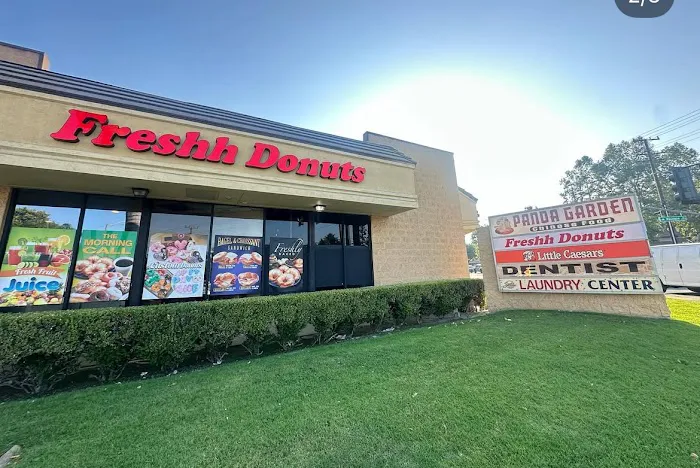 Freshh Donuts
Fresh Fruit
Juice
THE
MORNING
CALL
BAGEL & CROISSANT
SANDWICH
Freshly
BAKED
PANDA GARDEN
CHINESE FOOD
Freshh Donuts
Little Caesars
DENTIST
LAUNDRY CENTER